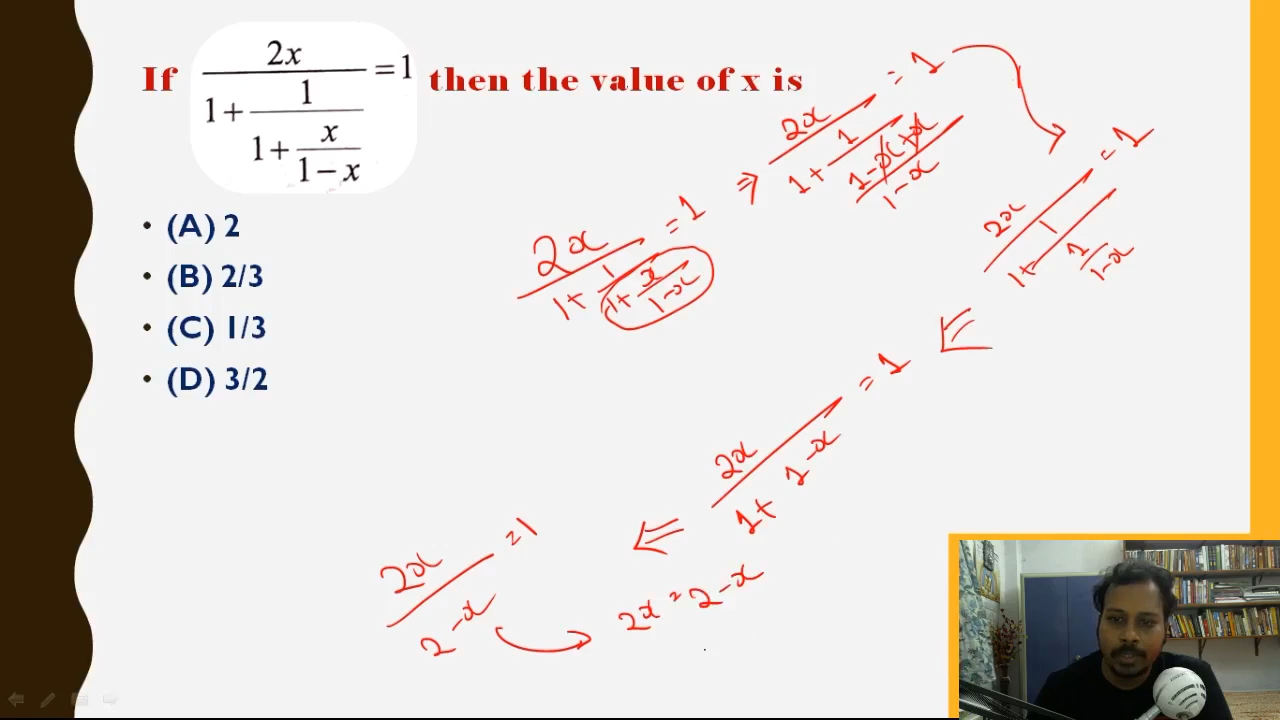 If 2x / (1 + 1 / (1 + x / (1 − x))) = 1 then the value of x is
• (A) 2
• (B) 2/3
• (C) 1/3
• (D) 3/2
2x / (1 + 1 / (1 + x / (1 − x))) = 1
⇒ 2x / (1 + 1 / ((1 − x + x) / (1 − x))) = 1
2x / (1 + 1 / (1 / (1 − x))) = 1
⇐ 2x / (1 + 1 − x) = 1
⇐ 2x / (2 − x) = 1
2x = 2 − x